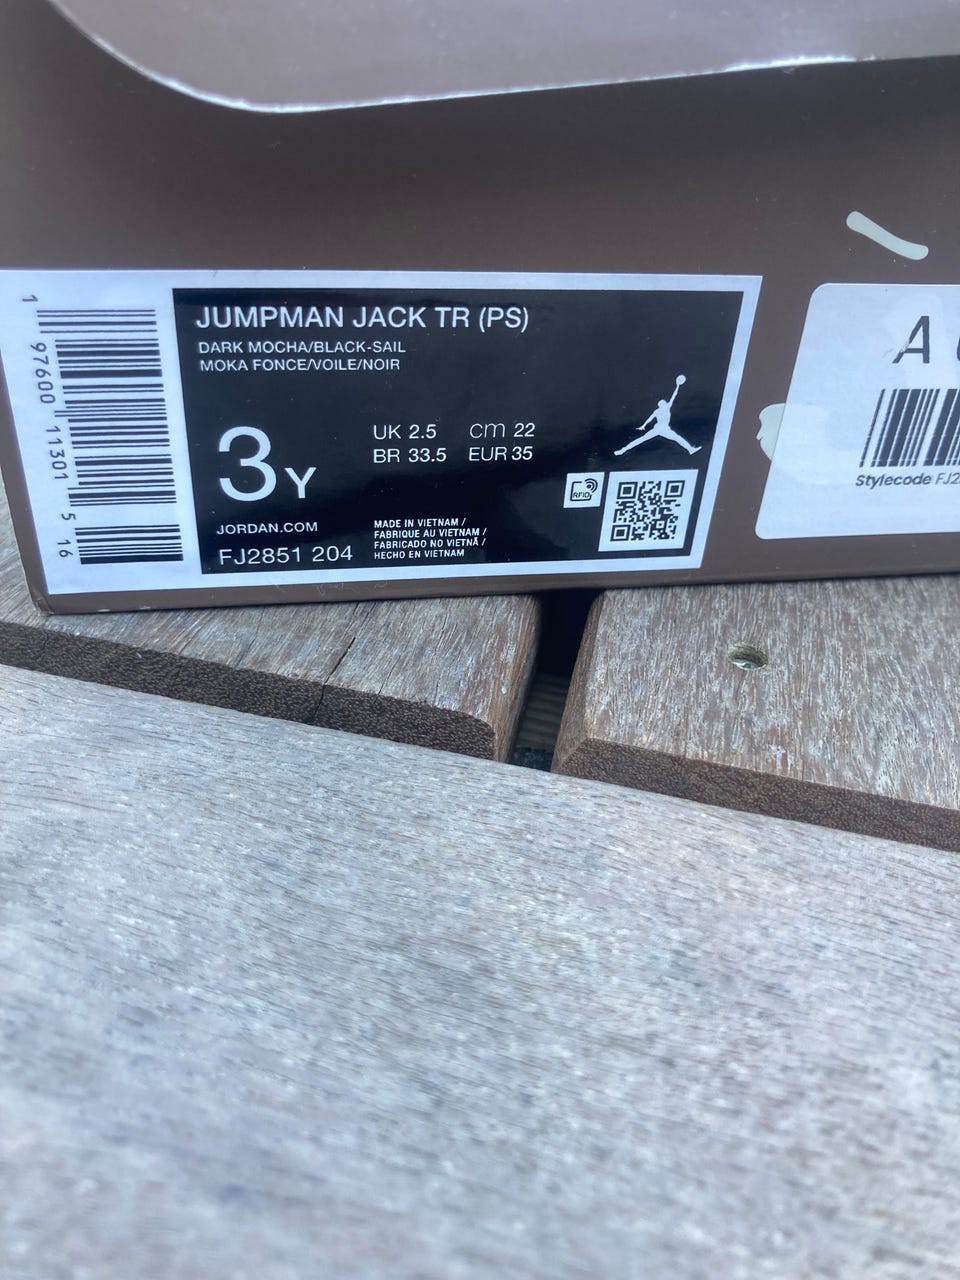 JUMPMAN JACK TR (PS)
DARK MOCHA/BLACK-SAIL
MOKA FONCE/VOILE/NOIR
3Y
UK 2.5 cm 22
BR 33.5 EUR 35
RFID
JORDAN.COM
FJ2851 204
MADE IN VIETNAM /
FABRIQUE AU VIETNAM /
FABRICADO NO VIETNÃ /
HECHO EN VIETNAM
1 97600 11301 5 16
A
Stylecode FJ2